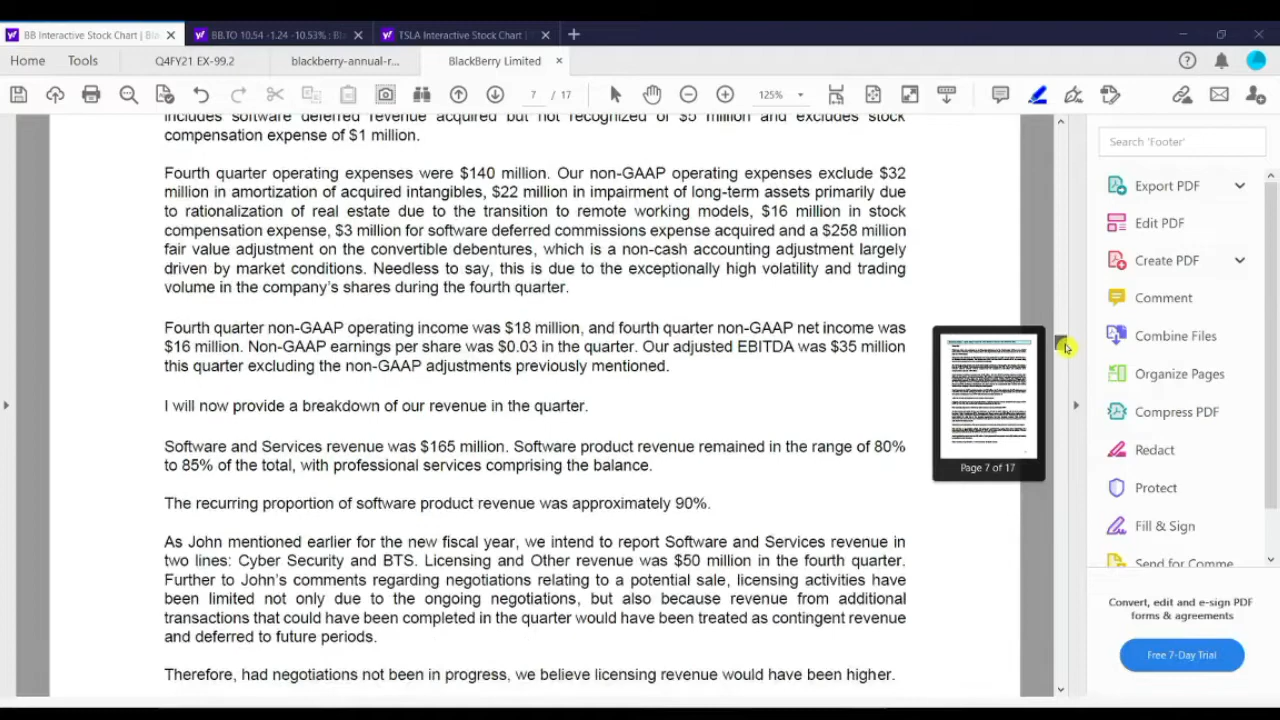 BB Interactive Stock Chart | Bla
BB.TO 10.54 -1.24 -10.53% : Bl
TSLA Interactive Stock Chart |
Home
Tools
Q4FY21 EX-99.2
blackberry-annual-r...
BlackBerry Limited
7 / 17
125%
includes software deferred revenue acquired but not recognized of $5 million and excludes stock
compensation expense of $1 million.
Fourth quarter operating expenses were $140 million. Our non-GAAP operating expenses exclude $32
million in amortization of acquired intangibles, $22 million in impairment of long-term assets primarily due
to rationalization of real estate due to the transition to remote working models, $16 million in stock
compensation expense, $3 million for software deferred commissions expense acquired and a $258 million
fair value adjustment on the convertible debentures, which is a non-cash accounting adjustment largely
driven by market conditions. Needless to say, this is due to the exceptionally high volatility and trading
volume in the company's shares during the fourth quarter.
Fourth quarter non-GAAP operating income was $18 million, and fourth quarter non-GAAP net income was
$16 million. Non-GAAP earnings per share was $0.03 in the quarter. Our adjusted EBITDA was $35 million
this quarter excluding the non-GAAP adjustments previously mentioned.
I will now provide a breakdown of our revenue in the quarter.
Software and Services revenue was $165 million. Software product revenue remained in the range of 80%
to 85% of the total, with professional services comprising the balance.
The recurring proportion of software product revenue was approximately 90%.
As John mentioned earlier for the new fiscal year, we intend to report Software and Services revenue in
two lines: Cyber Security and BTS. Licensing and Other revenue was $50 million in the fourth quarter.
Further to John's comments regarding negotiations relating to a potential sale, licensing activities have
been limited not only due to the ongoing negotiations, but also because revenue from additional
transactions that could have been completed in the quarter would have been treated as contingent revenue
and deferred to future periods.
Therefore, had negotiations not been in progress, we believe licensing revenue would have been higher.
Page 7 of 17
Search 'Footer'
Export PDF
Edit PDF
Create PDF
Comment
Combine Files
Organize Pages
Compress PDF
Redact
Protect
Fill & Sign
Send for Comme
Convert, edit and e-sign PDF
forms & agreements
Free 7-Day Trial